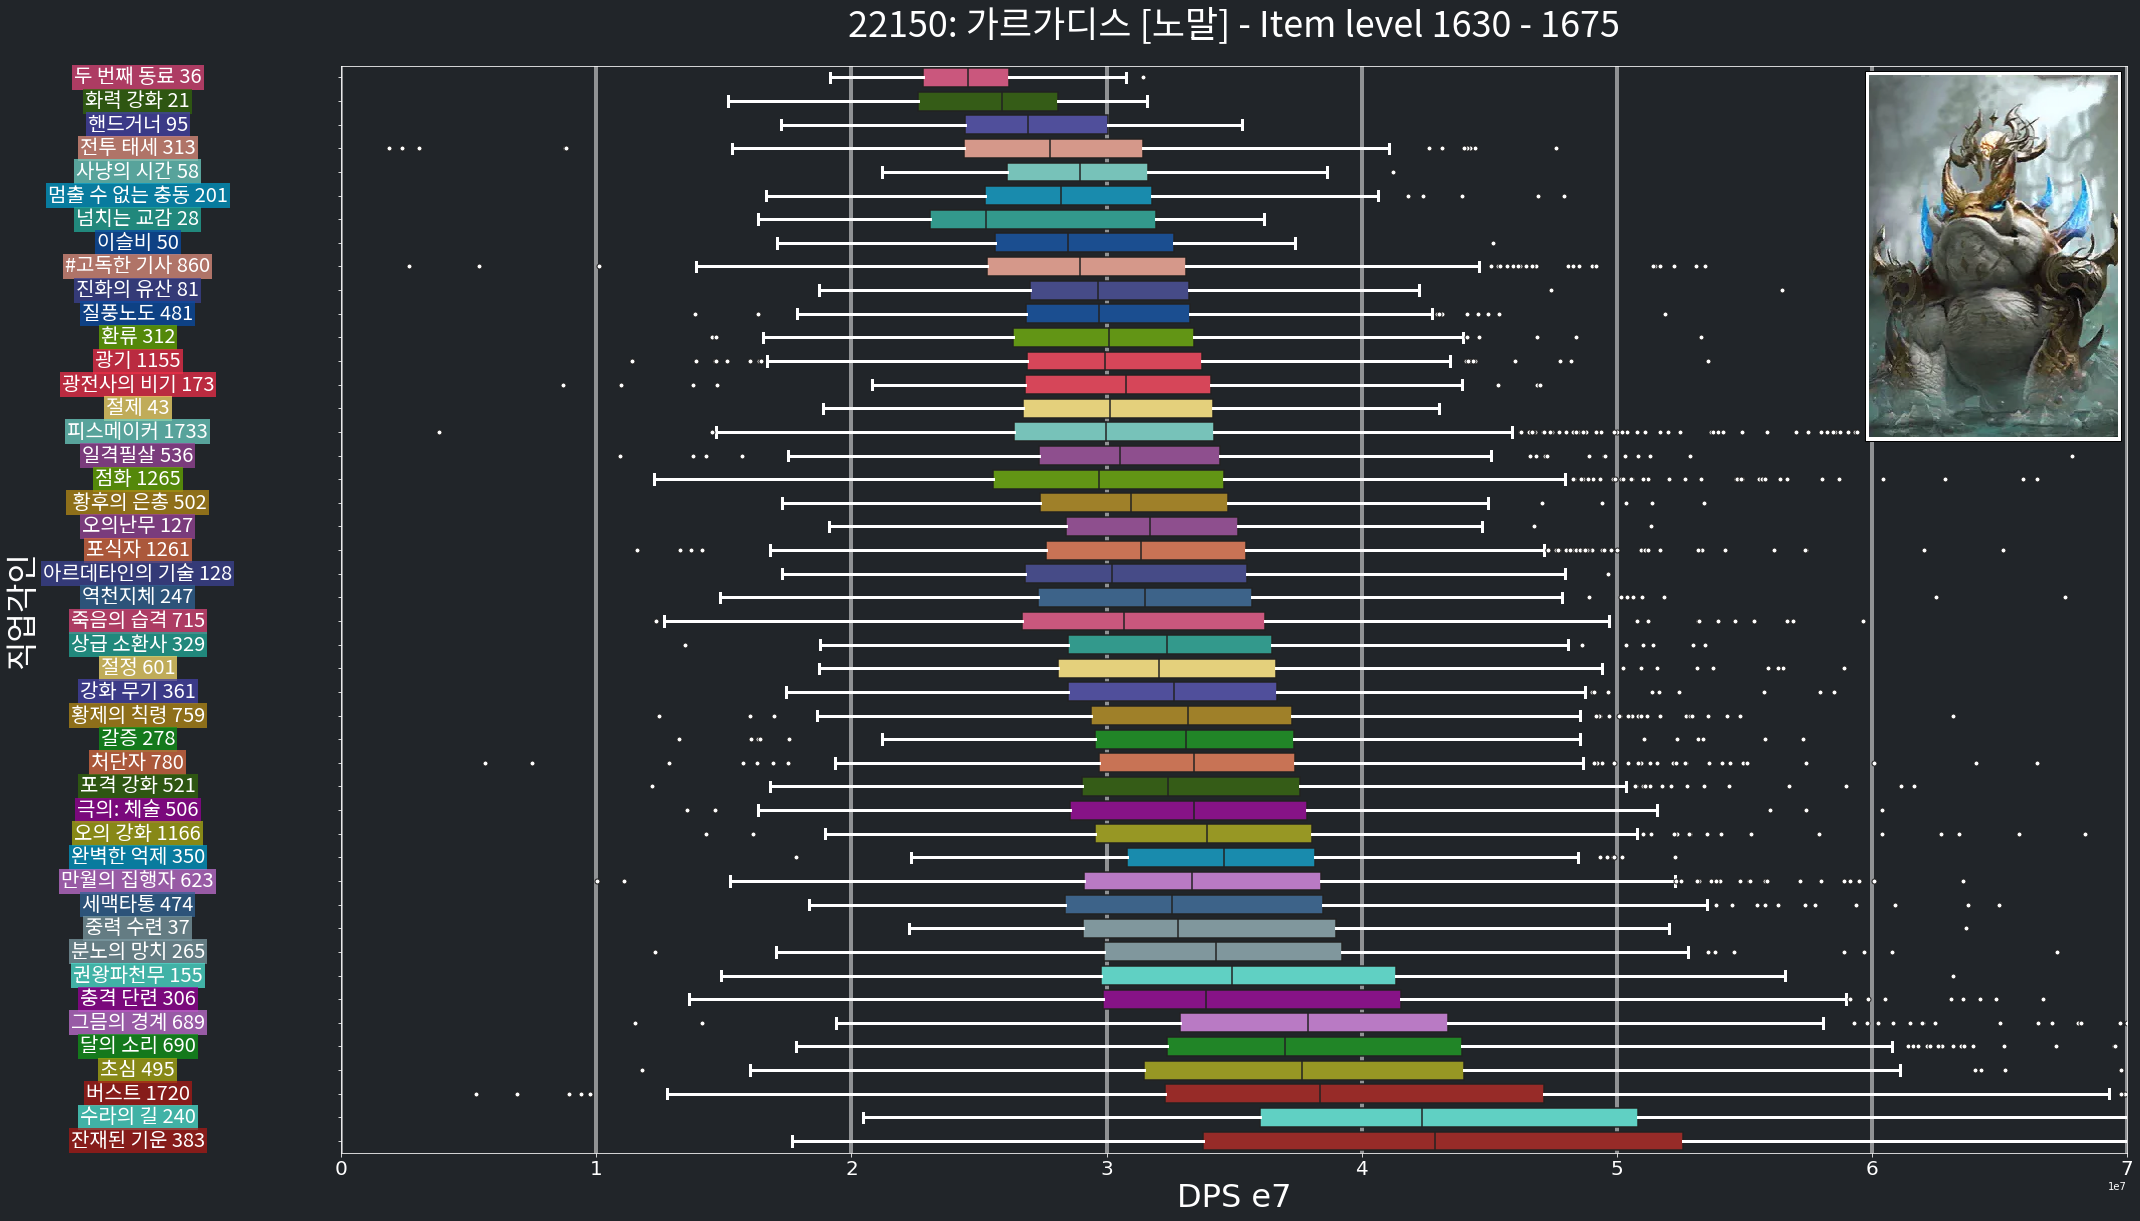 22150: 가르가디스 [노말] - Item level 1630 - 1675
두 번째 동료 36
화력 강화 21
핸드거너 95
전투 태세 313
사냥의 시간 58
멈출 수 없는 충동 201
넘치는 교감 28
이슬비 50
#고독한 기사 860
진화의 유산 81
질풍노도 481
환류 312
광기 1155
광전사의 비기 173
절제 43
피스메이커 1733
일격필살 536
점화 1265
황후의 은총 502
오의난무 127
포식자 1261
아르데타인의 기술 128
역천지체 247
죽음의 습격 715
상급 소환사 329
절정 601
강화 무기 361
황제의 칙령 759
갈증 278
처단자 780
포격 강화 521
극의: 체술 506
오의 강화 1166
완벽한 억제 350
만월의 집행자 623
세맥타통 474
중력 수련 37
분노의 망치 265
권왕파천무 155
충격 단련 306
그믐의 경계 689
달의 소리 690
초심 495
버스트 1720
수라의 길 240
잔재된 기운 383
직업각인
0 1 2 3 4 5 6 7
1e7
DPS e7